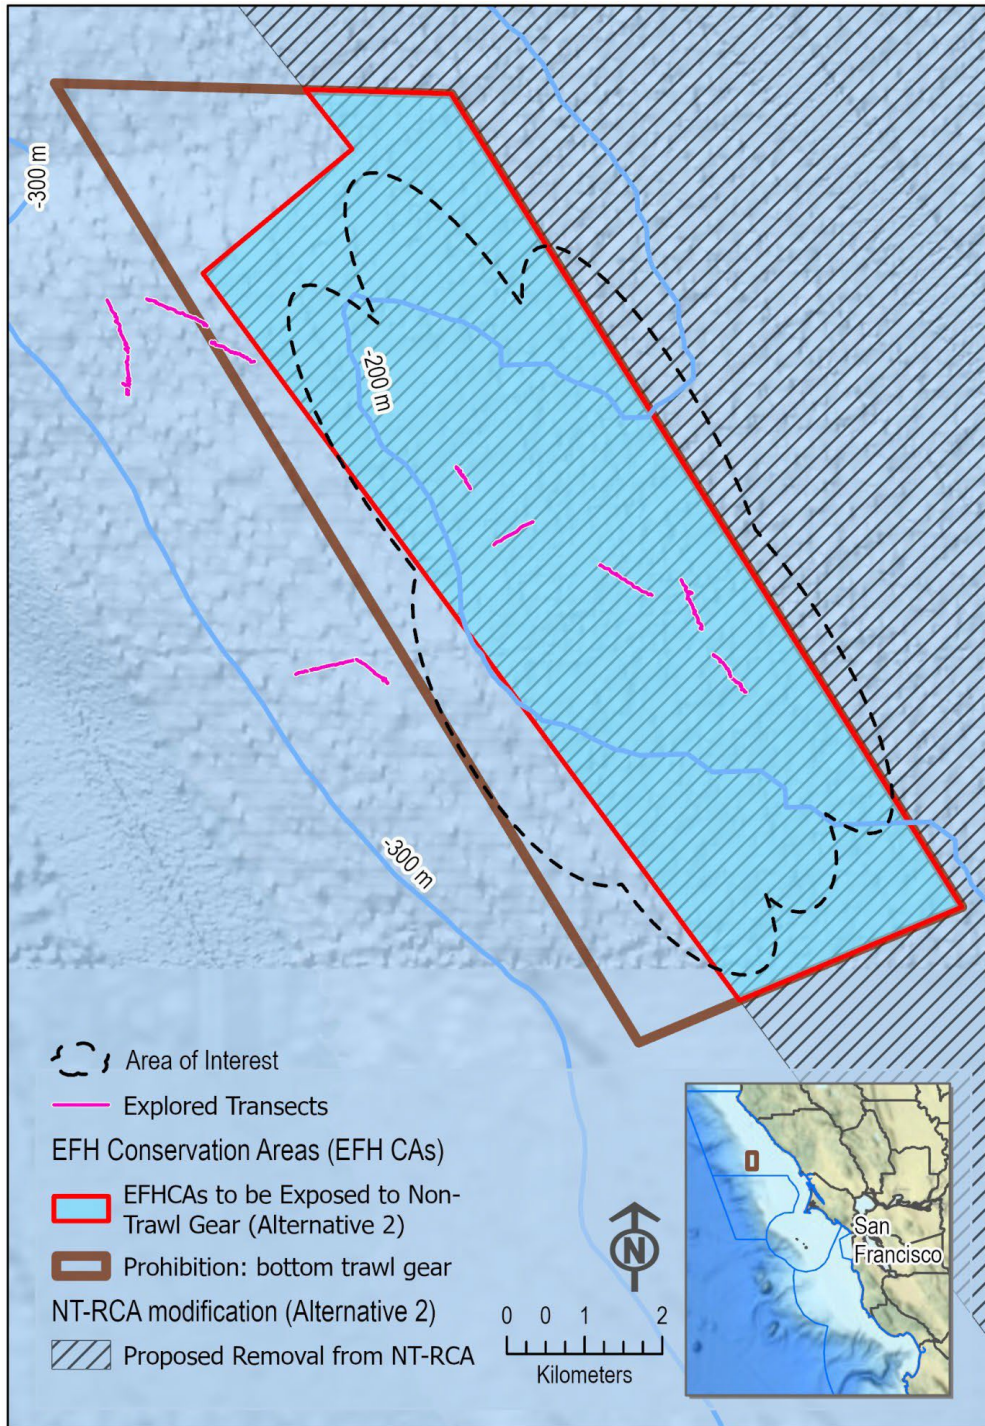 -300 m
-200 m
-300 m
Area of Interest
Explored Transects
EFH Conservation Areas (EFH CAs)
EFHCAs to be Exposed to Non-
Trawl Gear (Alternative 2)
Prohibition: bottom trawl gear
NT-RCA modification (Alternative 2)
Proposed Removal from NT-RCA
N
0 0 1 2
Kilometers
San
Francisco